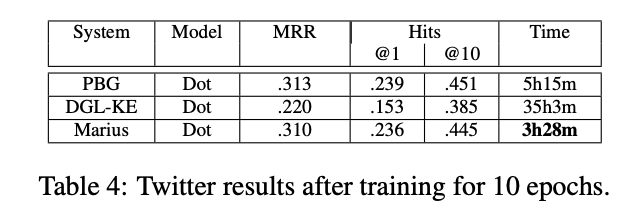 System Model MRR Hits Time
@1 @10
PBG Dot .313 .239 .451 5h15m
DGL-KE Dot .220 .153 .385 35h3m
Marius Dot .310 .236 .445 3h28m
Table 4: Twitter results after training for 10 epochs.